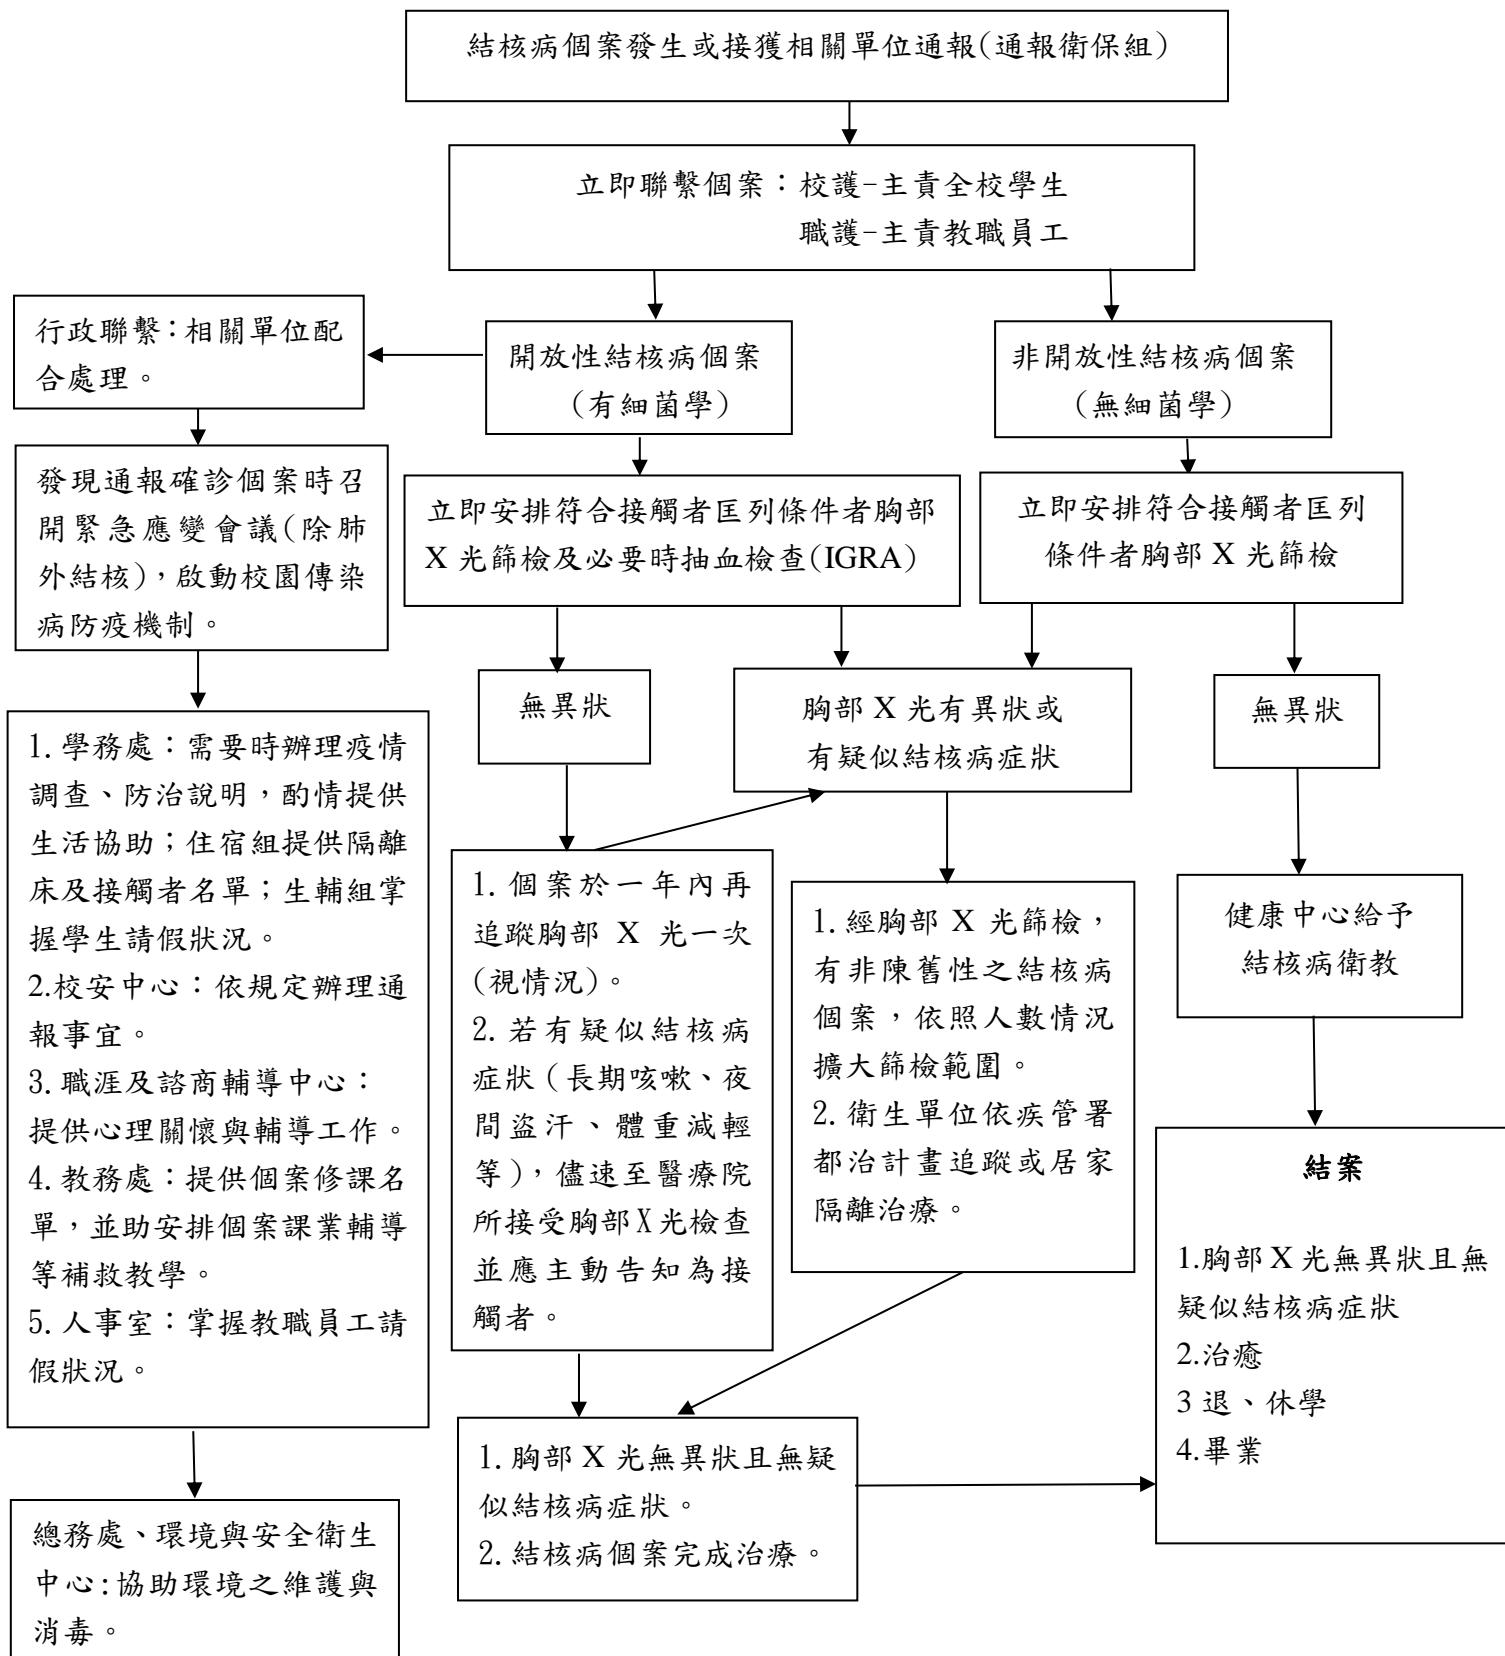 結核病個案發生或接獲相關單位通報(通報衛保組)
立即聯繫個案：校護-主責全校學生
職護-主責教職員工
行政聯繫：相關單位配
合處理。
開放性結核病個案
(有細菌學)
非開放性結核病個案
(無細菌學)
發現通報確診個案時召
開緊急應變會議(除肺
外結核)，啟動校園傳染
病防疫機制。
立即安排符合接觸者匡列條件者胸部
X 光篩檢及必要時抽血檢查(IGRA)
立即安排符合接觸者匡列
條件者胸部 X 光篩檢
無異狀
胸部 X 光有異狀或
有疑似結核病症狀
無異狀
1. 學務處：需要時辦理疫情
調查、防治說明，酌情提供
生活協助；住宿組提供隔離
床及接觸者名單；生輔組掌
握學生請假狀況。
2.校安中心：依規定辦理通
報事宜。
3. 職涯及諮商輔導中心：
提供心理關懷與輔導工作。
4. 教務處：提供個案修課名
單，並助安排個案課業輔導
等補救教學。
5. 人事室：掌握教職員工請
假狀況。
1. 個案於一年內再
追蹤胸部 X 光一次
(視情況)。
2. 若有疑似結核病
症狀(長期咳嗽、夜
間盜汗、體重減輕
等)，儘速至醫療院
所接受胸部X光檢查
並應主動告知為接
觸者。
1. 經胸部 X 光篩檢，
有非陳舊性之結核病
個案，依照人數情況
擴大篩檢範圍。
2. 衛生單位依疾管署
都治計畫追蹤或居家
隔離治療。
健康中心給予
結核病衛教
結案
1.胸部 X 光無異狀且無
疑似結核病症狀
2.治癒
3 退、休學
4.畢業
1. 胸部 X 光無異狀且無疑
似結核病症狀。
2. 結核病個案完成治療。
總務處、環境與安全衛生
中心:協助環境之維護與
消毒。